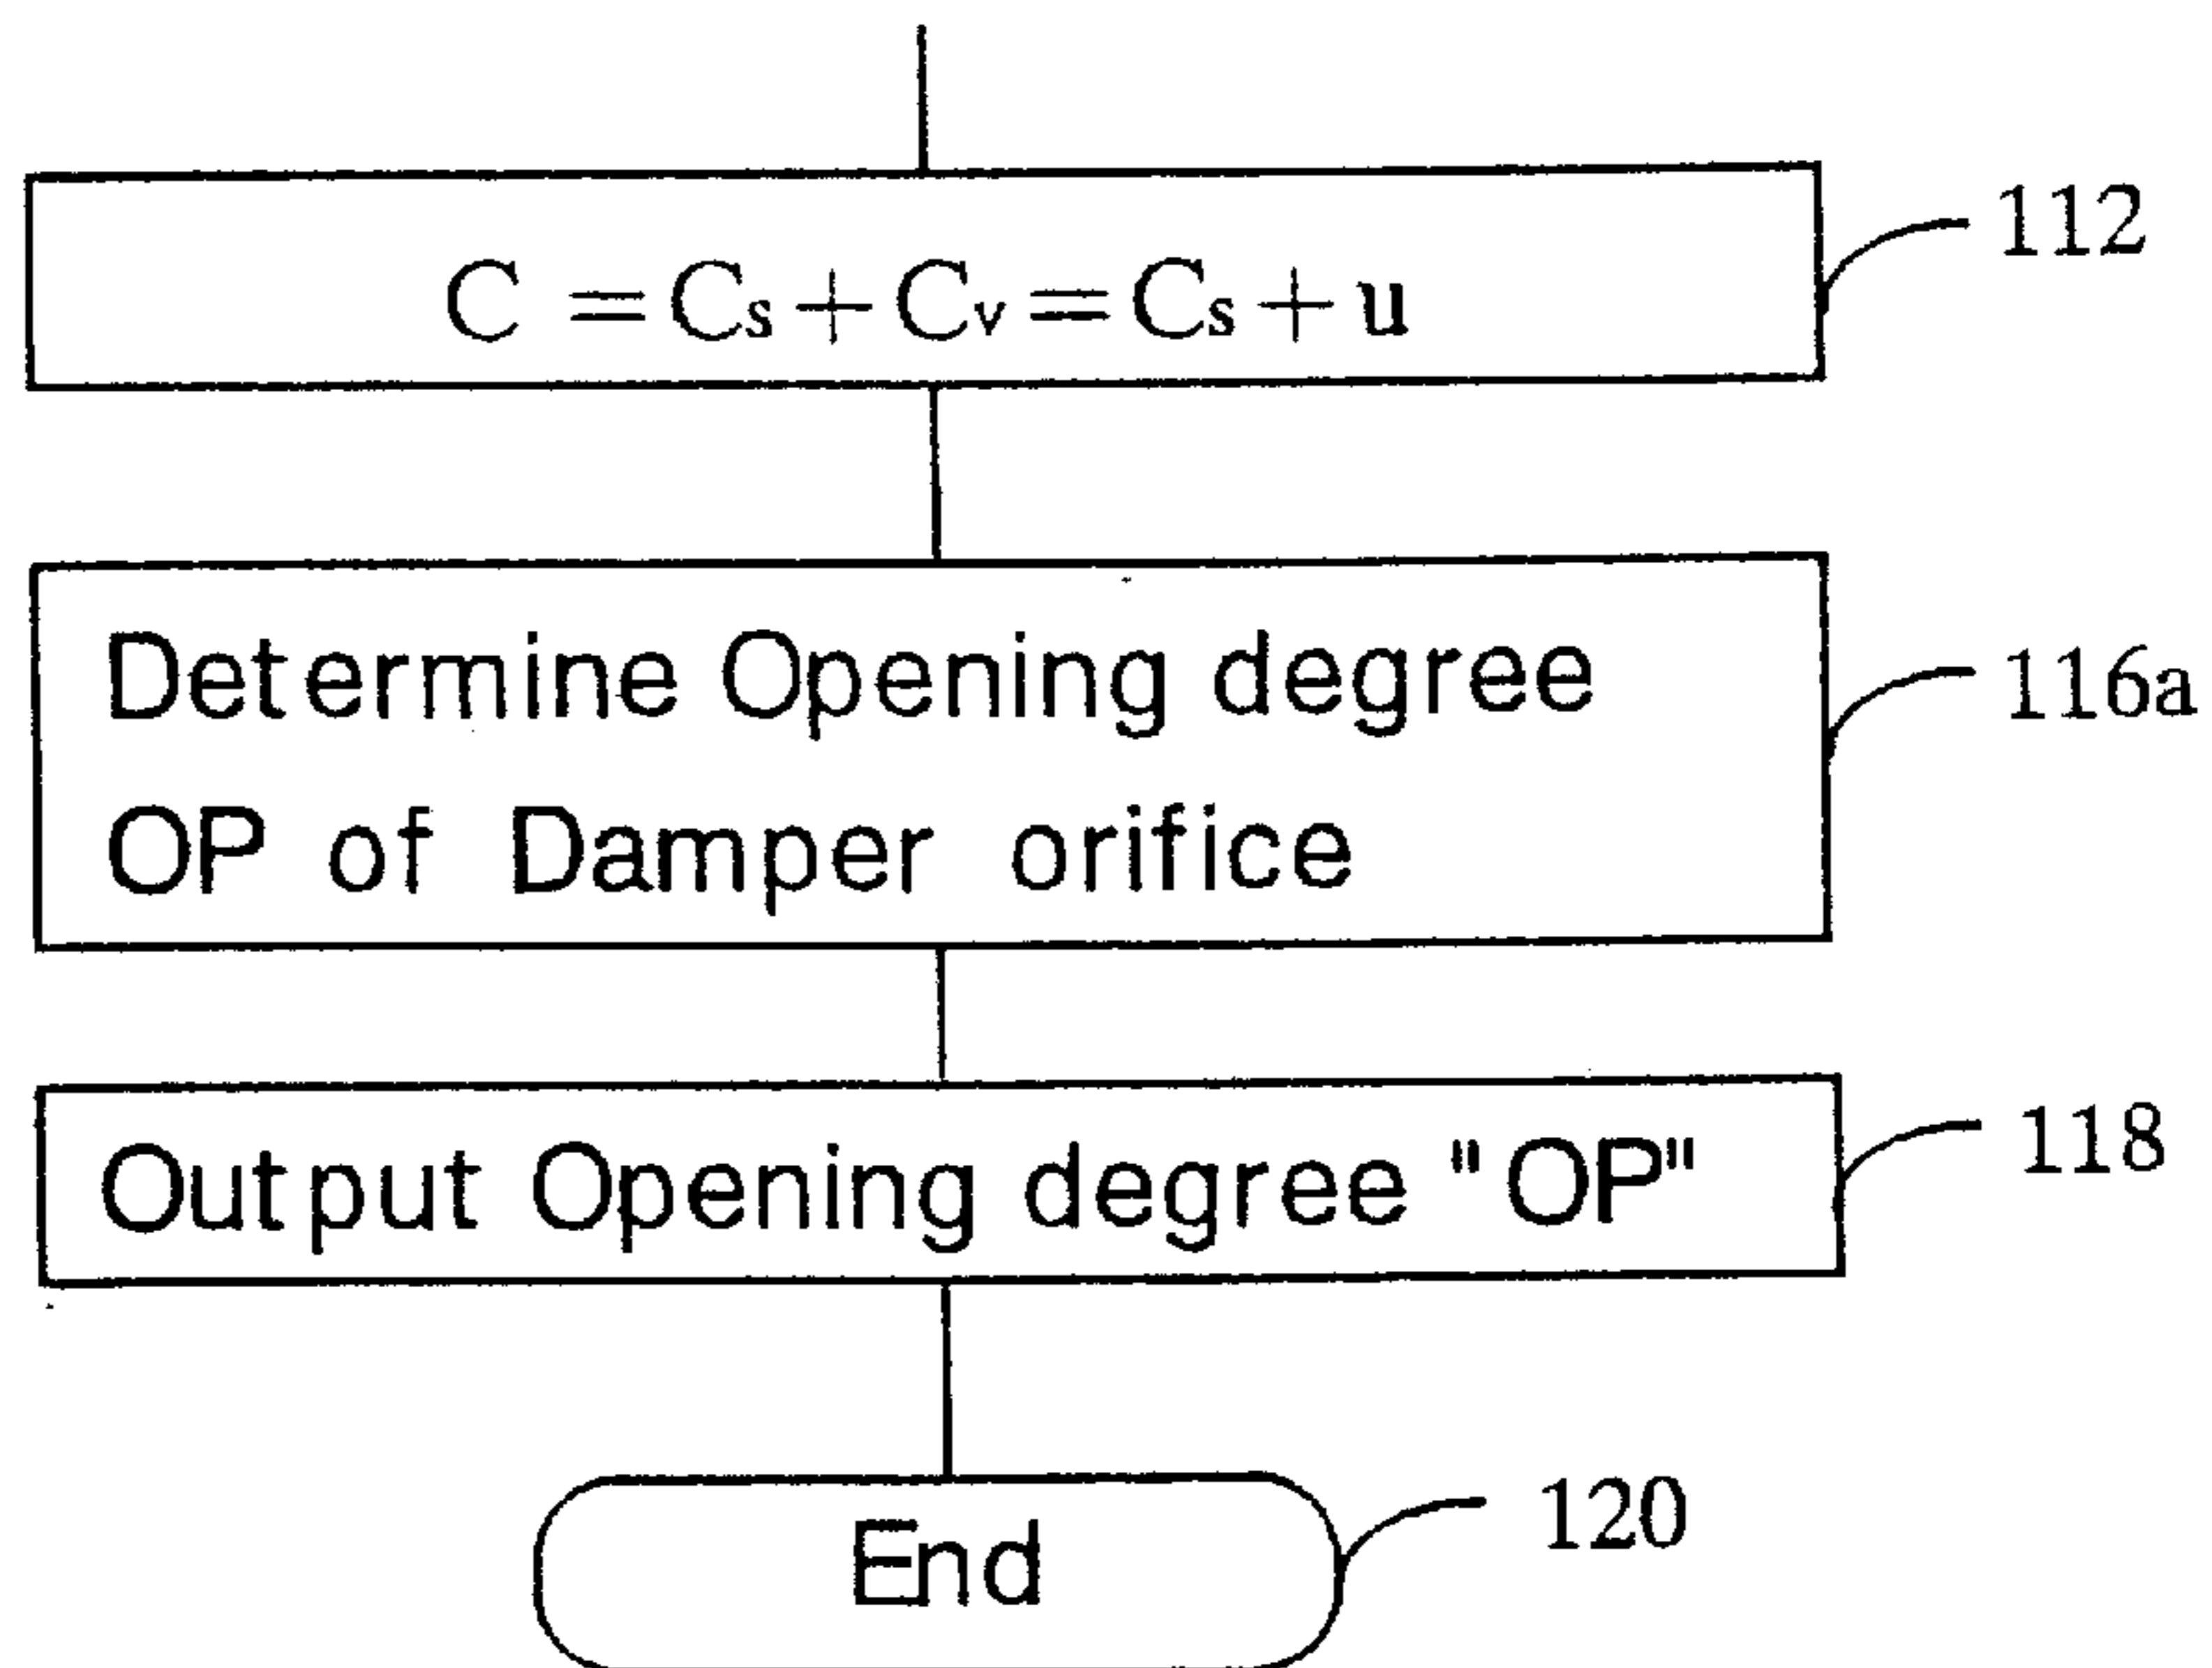 C = Cs + Cv = Cs + u
112
Determine Opening degree
OP of Damper orifice
116a
Output Opening degree "OP"
118
End
120